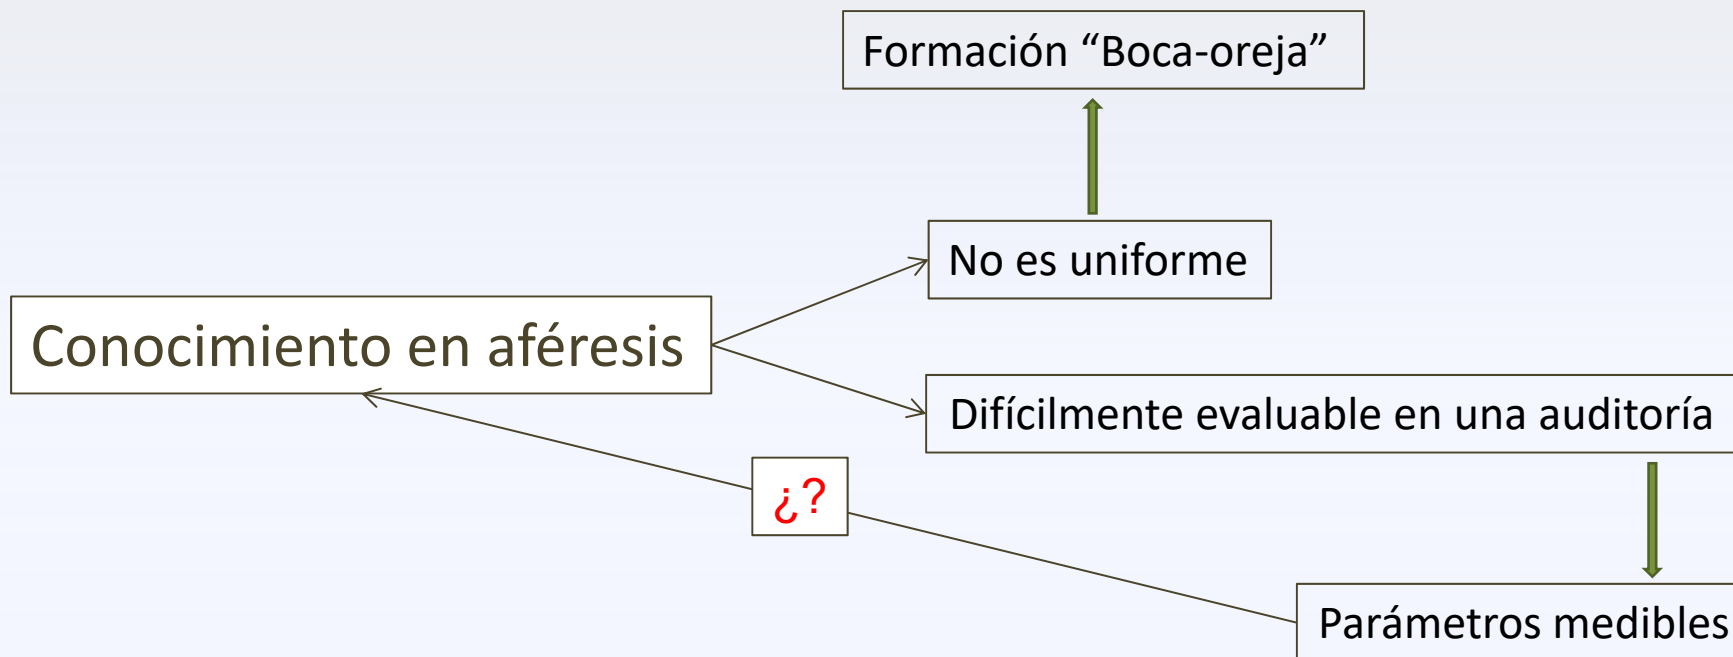 Formación “Boca-oreja”
No es uniforme
Conocimiento en aféresis
Difícilmente evaluable en una auditoría
¿?
Parámetros medibles